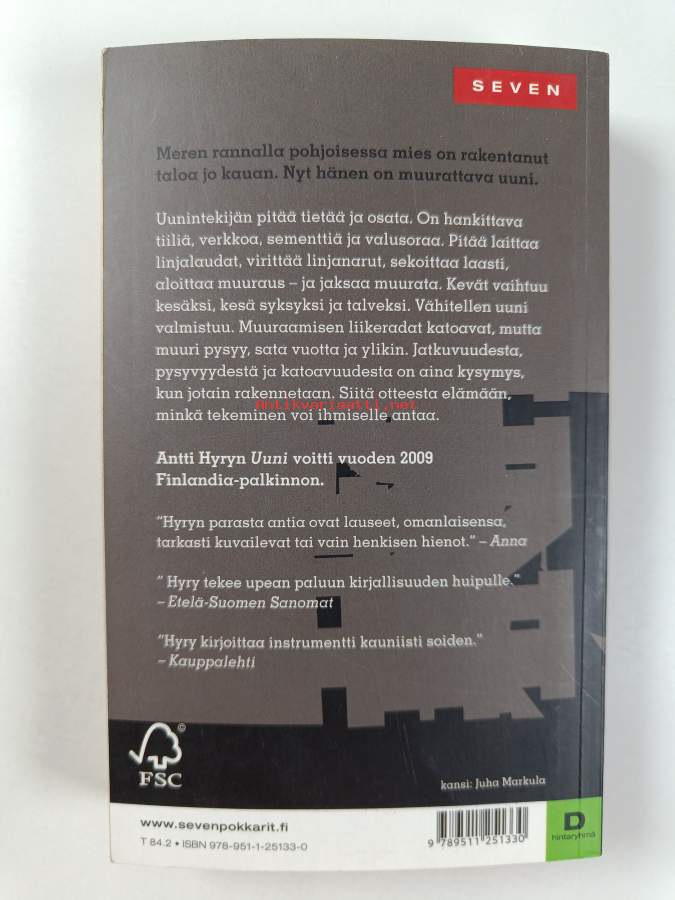 SEVEN
Meren rannalla pohjoisessa mies on rakentanut
taloa jo kauan. Nyt hänen on muurattava uuni.
Uunintekijän pitää tietää ja osata. On hankittava
tiiliä, verkkoa, sementtiä ja valusoraa. Pitää laittaa
linjalaudat, virittää linjanarut, sekoittaa laasti,
aloittaa muuraus – ja jaksaa muurata. Kevät vaihtuu
kesäksi, kesä syksyksi ja talveksi. Vähitellen uuni
valmistuu. Muuraamisen liikeradat katoavat, mutta
muuri pysyy, sata vuotta ja ylikin. Jatkuvuudesta,
pysyvyydestä ja katoavuudesta on aina kysymys,
kun jotain rakennetaan. Siitä otteesta elämään,
Antikvariaatti.net
minkä tekeminen voi ihmiselle antaa.
Antti Hyryn Uuni voitti vuoden 2009
Finlandia-palkinnon.
"Hyryn parasta antia ovat lauseet, omanlaisensa,
tarkasti kuvailevat tai vain henkisen hienot." – Anna
" Hyry tekee upean paluun kirjallisuuden huipulle."
– Etelä-Suomen Sanomat
"Hyry kirjoittaa instrumentti kauniisti soiden."
– Kauppalehti
©
FSC
kansi: Juha Markula
www.sevenpokkarit.fi
T 84.2 • ISBN 978-951-1-25133-0
9 789511 251330
D
hintaryhmä